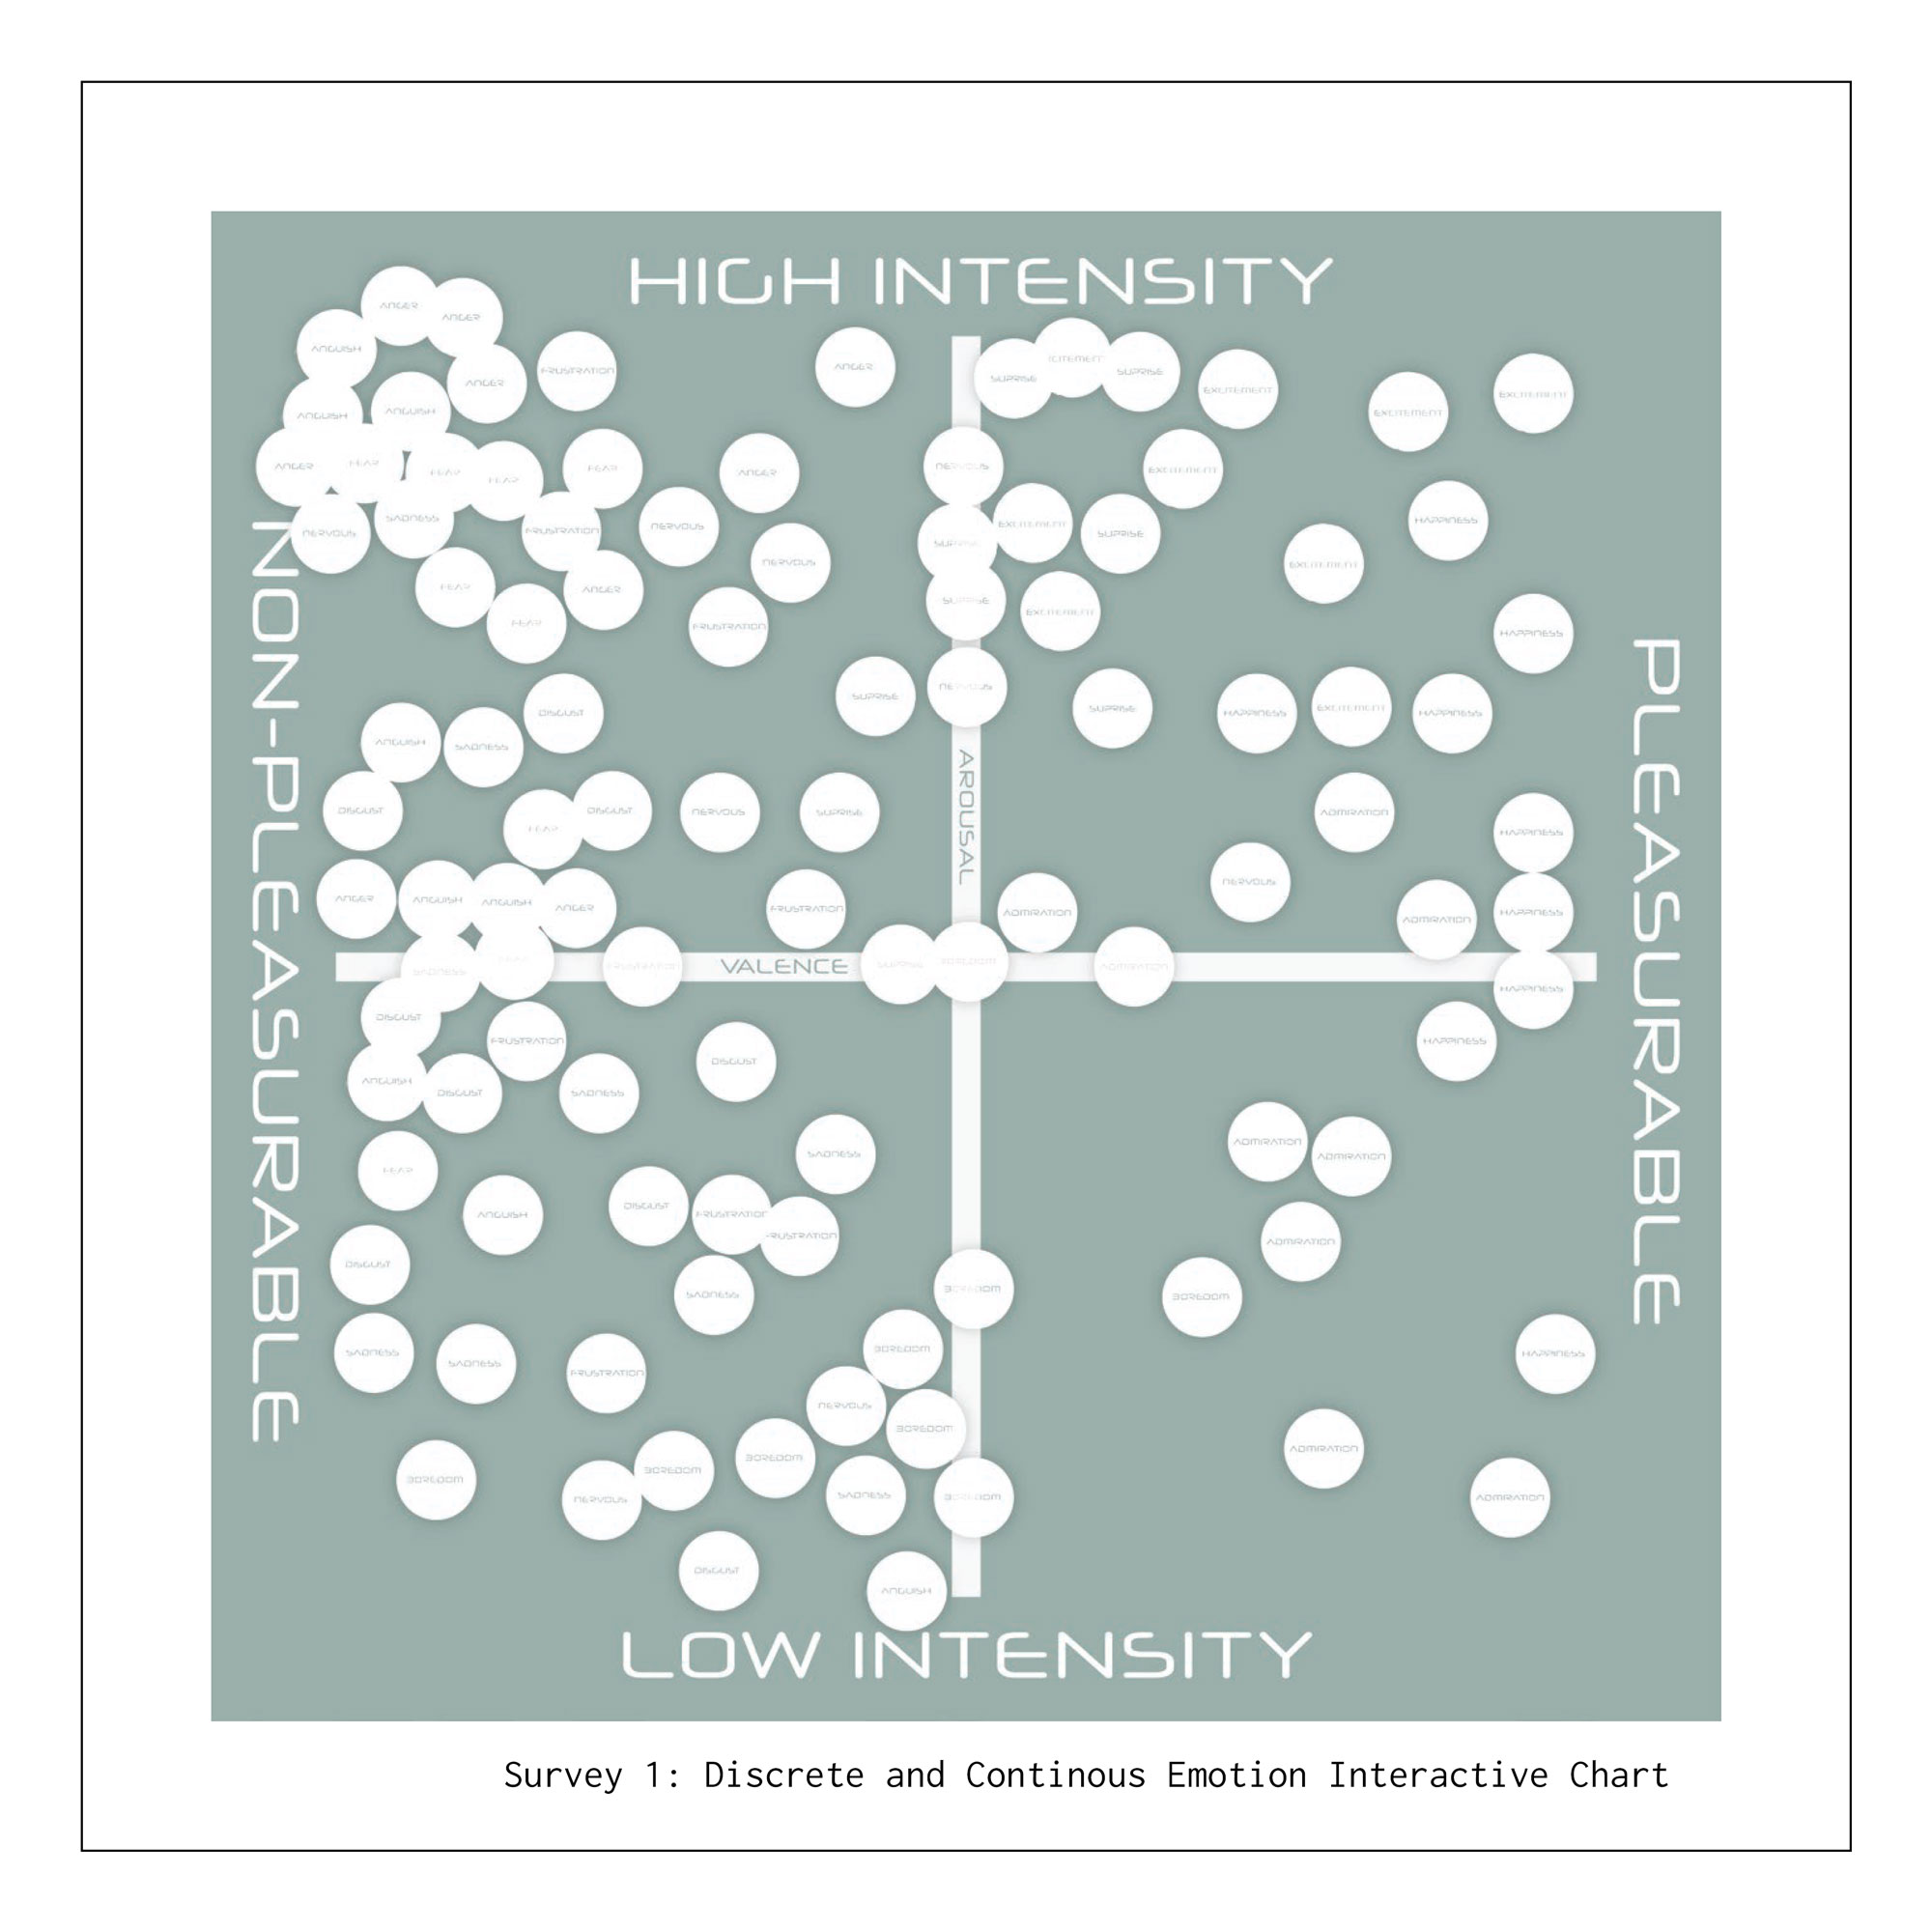 HIGH INTENSITY
ANGER
ANGER
ANGUISH
ANGER
FRUSTRATION
ANGER
SUPRISE
ICITEMENT
SUPRISE
EXCITEMENT
EXCITEMENT
EXCITEMENT
ANGUISH
ANGUISH
ANGER
FEAR
FEAR
FEAR
FEAR
ANGER
NERVOUS
EXCITEMENT
NERVOUS
SADNESS
FRUSTRATION
NERVOUS
NERVOUS
SUPRISE
EXCITEMENT
SUPRISE
EXCITEMENT
HAPPINESS
FEAR
FEAR
ANGER
FRUSTRATION
SUPRISE
EXCITEMENT
HAPPINESS
NON-PLEASURABLE
PLEASURABLE
ANGUISH
SADNESS
DISGUST
SUPRISE
NERVOUS
SUPRISE
HAPPINESS
EXCITEMENT
HAPPINESS
DISGUST
FEAR
DISGUST
NERVOUS
SUPRISE
AROUSAL
ADMIRATION
HAPPINESS
NERVOUS
ANGER
ANGUISH
ANGUISH
ANGER
FRUSTRATION
ADMIRATION
ADMIRATION
HAPPINESS
SADNESS
FRUSTRATION
VALENCE
SUPRISE
BOREDOM
ADMIRATION
HAPPINESS
DISGUST
FRUSTRATION
HAPPINESS
ANGUISH
DISGUST
SADNESS
DISGUST
FEAR
SADNESS
ADMIRATION
ADMIRATION
ANGUISH
DISGUST
FRUSTRATION
RUSTRATION
ADMIRATION
DISGUST
SADNESS
BOREDOM
BOREDOM
SADNESS
SADNESS
FRUSTRATION
BOREDOM
HAPPINESS
NERVOUS
BOREDOM
BOREDOM
NERVOUS
BOREDOM
BOREDOM
SADNESS
BOREDOM
ADMIRATION
ADMIRATION
DISGUST
ANGUISH
LOW INTENSITY
Survey 1: Discrete and Continous Emotion Interactive Chart